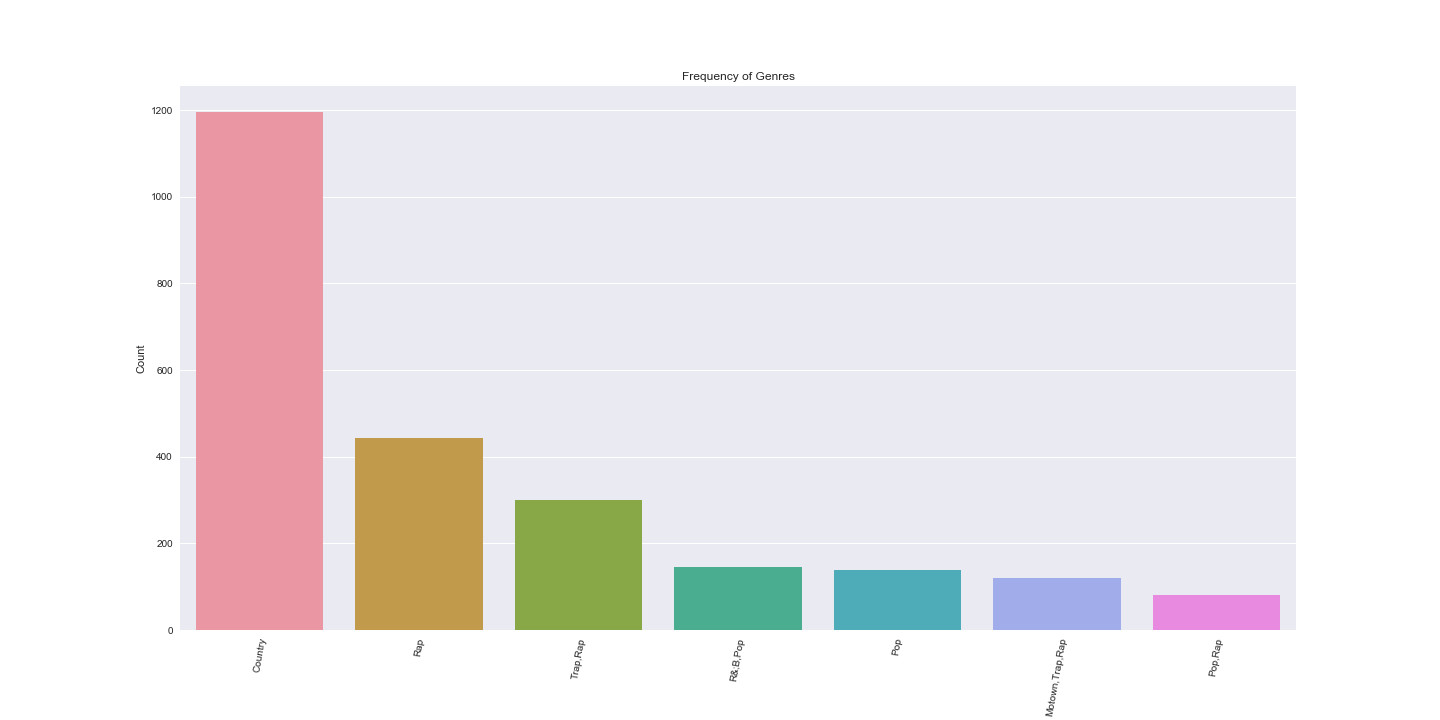 Frequency of Genres
1200
1000
800
600
400
200
0
Count
Country
Rap
Trap,Rap
R&;B,Pop
Pop
Motown,Trap,Rap
Pop,Rap